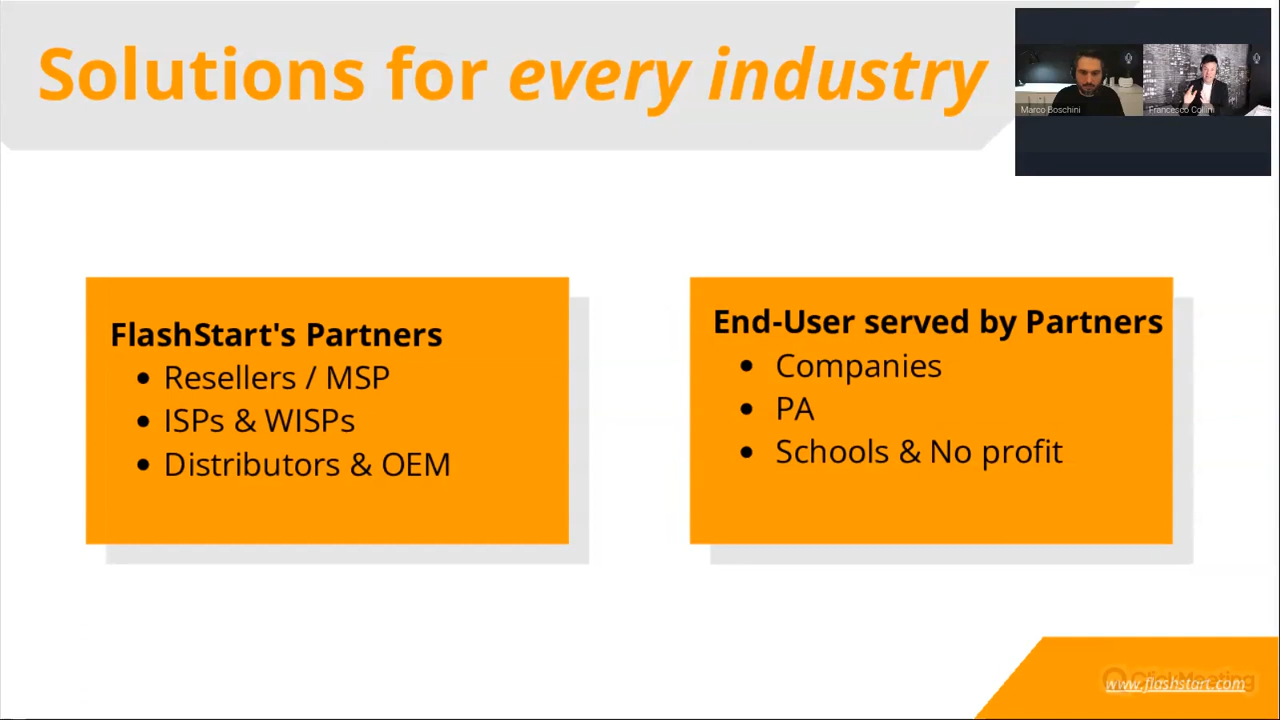 Solutions for every industry
Marco Boschini
Francesco Collini
FlashStart's Partners
Resellers / MSP
ISPs & WISPs
Distributors & OEM
End-User served by Partners
Companies
PA
Schools & No profit
ClickMeeting
www.flashstart.com